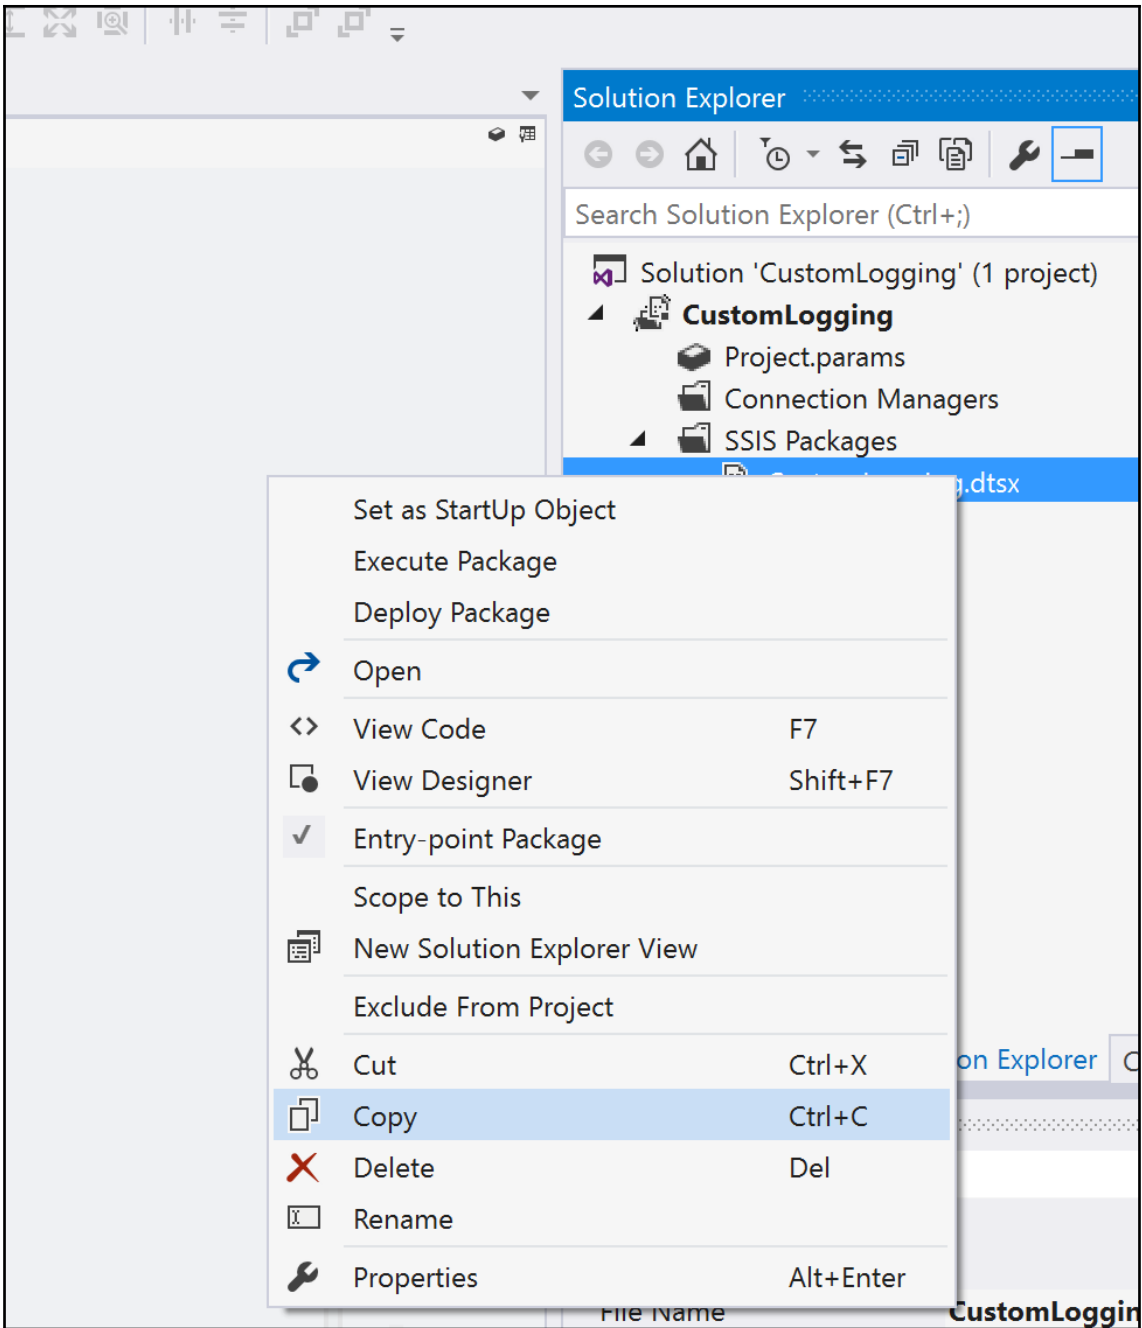 Solution Explorer
Search Solution Explorer (Ctrl+;)
Solution 'CustomLogging' (1 project)
CustomLogging
Project.params
Connection Managers
SSIS Packages
.dtsx
Set as StartUp Object
Execute Package
Deploy Package
Open
View Code F7
View Designer Shift+F7
Entry-point Package
Scope to This
New Solution Explorer View
Exclude From Project
Cut Ctrl+X
on Explorer
Copy Ctrl+C
Delete Del
Rename
Properties Alt+Enter
File Name CustomLoggin